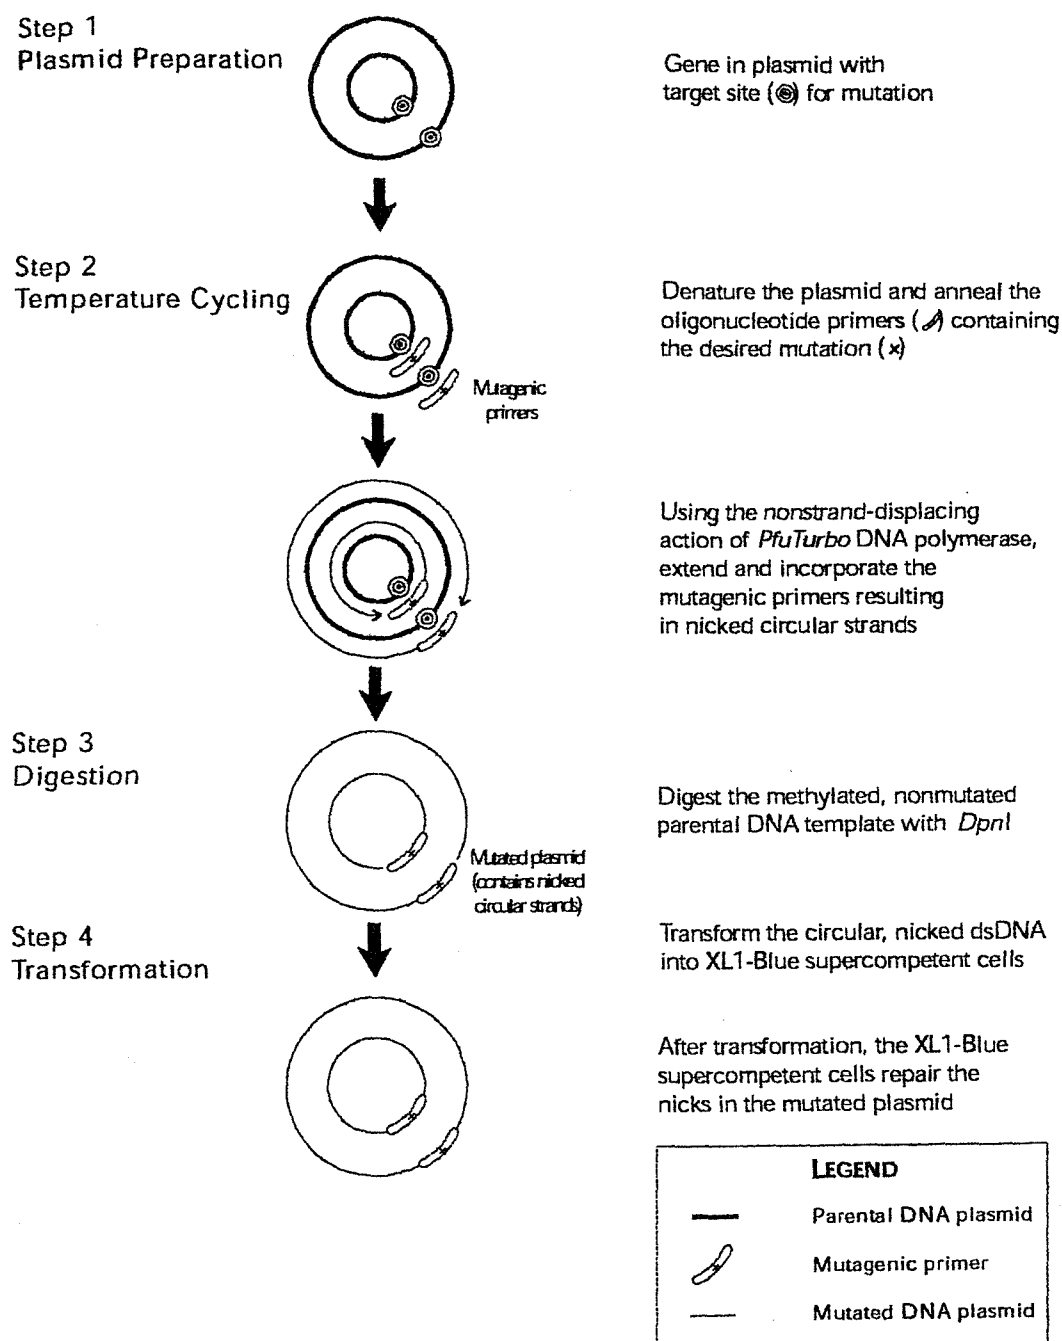 Step 1
Plasmid Preparation
Gene in plasmid with
target site () for mutation
Step 2
Temperature Cycling
Denature the plasmid and anneal the
oligonucleotide primers () containing
the desired mutation (×)
Mutagenic
primers
Using the nonstrand-displacing
action of PfuTurbo DNA polymerase,
extend and incorporate the
mutagenic primers resulting
in nicked circular strands
Step 3
Digestion
Digest the methylated, nonmutated
parental DNA template with DpnI
Mutated plasmid
(contains nicked
circular strands)
Step 4
Transformation
Transform the circular, nicked dsDNA
into XL1-Blue supercompetent cells
After transformation, the XL1-Blue
supercompetent cells repair the
nicks in the mutated plasmid
LEGEND
Parental DNA plasmid
Mutagenic primer
Mutated DNA plasmid